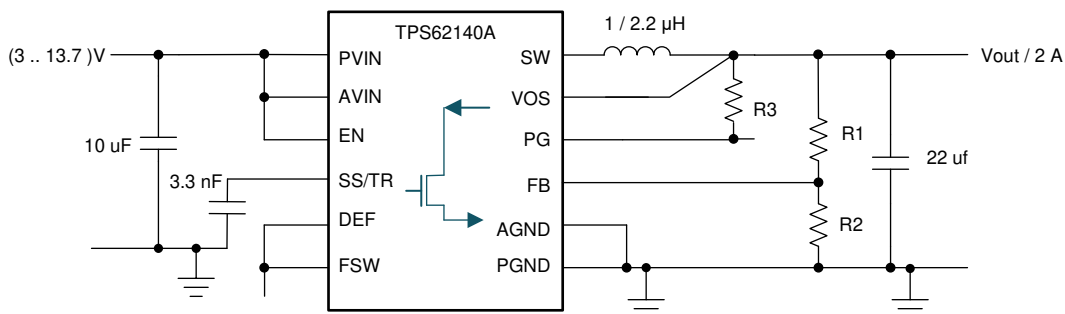 TPS62140A
1 / 2.2 µH
(3 .. 13.7 )V
PVIN
SW
Vout / 2 A
AVIN
VOS
R3
EN
PG
10 uF
R1
22 uf
3.3 nF
SS/TR
FB
DEF
AGND
R2
FSW
PGND